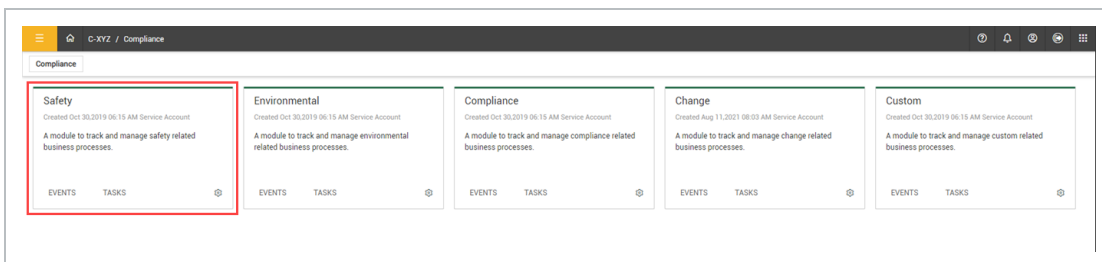 C-XYZ / Compliance
Compliance
Safety
Created Oct 30,2019 06:15 AM Service Account
A module to track and manage safety related
business processes.
EVENTS TASKS
Environmental
Created Oct 30,2019 06:15 AM Service Account
A module to track and manage environmental
related business processes.
EVENTS TASKS
Compliance
Created Oct 30,2019 06:15 AM Service Account
A module to track and manage compliance related
business processes.
EVENTS TASKS
Change
Created Aug 11,2021 08:03 AM Service Account
A module to track and manage change related
business processes.
EVENTS TASKS
Custom
Created Oct 30,2019 06:15 AM Service Account
A module to track and manage custom related
business processes.
EVENTS TASKS